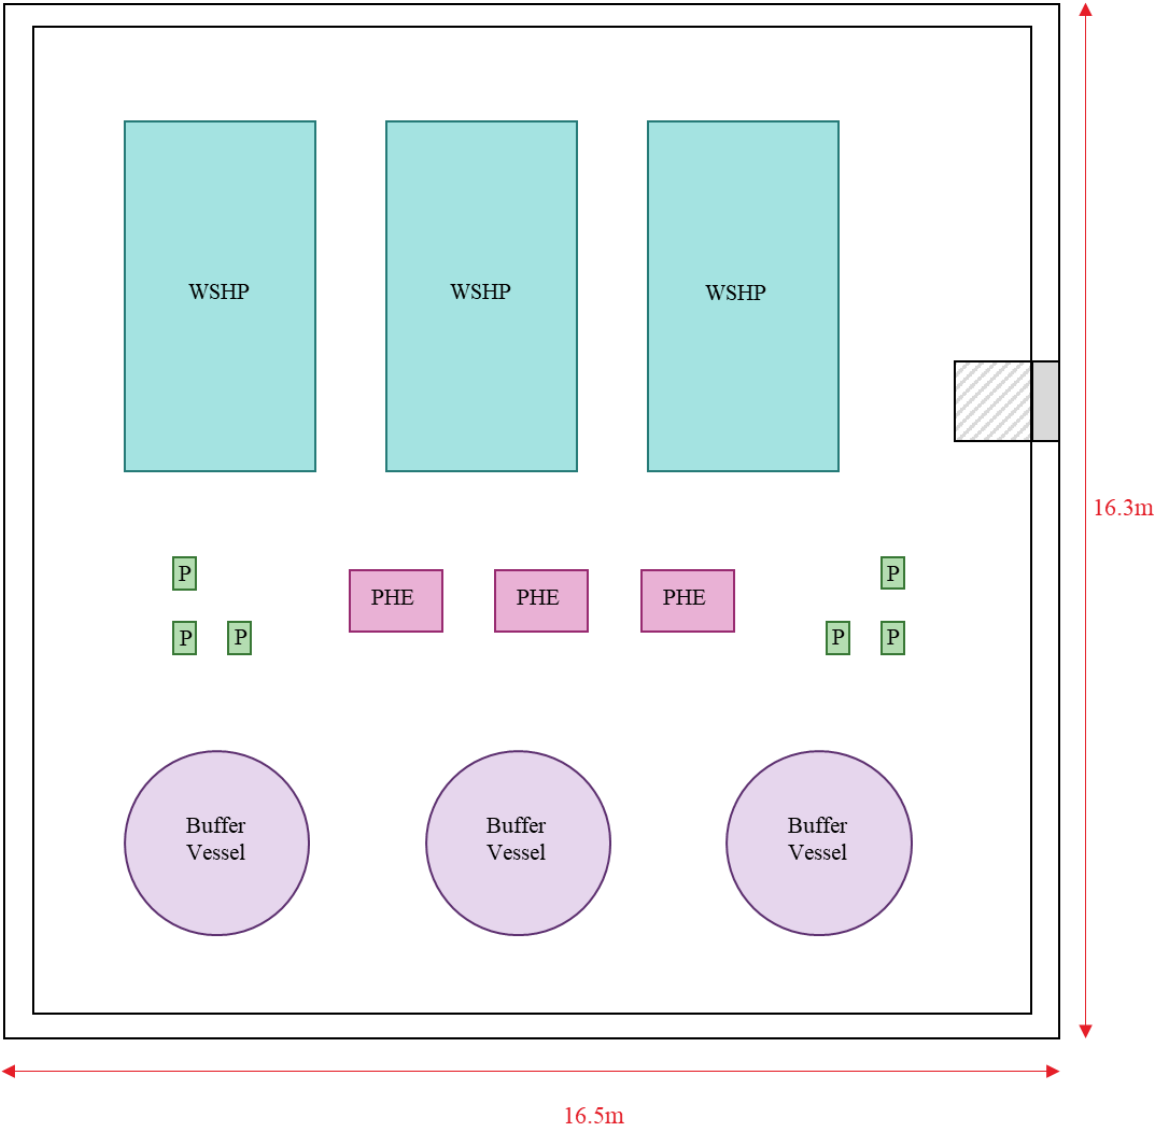 WSHP
WSHP
WSHP
16.3m
P
P
PHE
PHE
PHE
P
P
P
P
Buffer
Vessel
Buffer
Vessel
Buffer
Vessel
16.5m